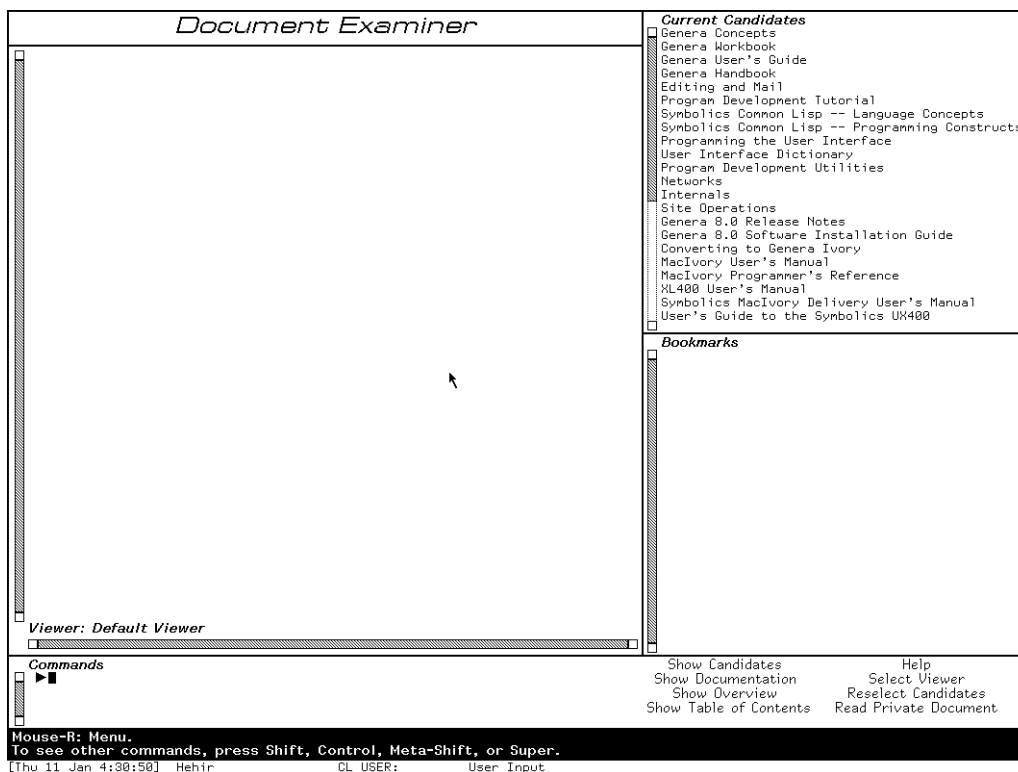 Document Examiner
Current Candidates
Genera Concepts
Genera Workbook
Genera User's Guide
Genera Handbook
Editing and Mail
Program Development Tutorial
Symbolics Common Lisp -- Language Concepts
Symbolics Common Lisp -- Programming Constructs
Programming the User Interface
User Interface Dictionary
Program Development Utilities
Networks
Internals
Site Operations
Genera 8.0 Release Notes
Genera 8.0 Software Installation Guide
Converting to Genera Ivory
MacIvory User's Manual
MacIvory Programmer's Reference
XL400 User's Manual
Symbolics MacIvory Delivery User's Manual
User's Guide to the Symbolics UX400
Bookmarks
Viewer: Default Viewer
Commands
Show Candidates Help
Show Documentation Select Viewer
Show Overview Reselect Candidates
Show Table of Contents Read Private Document
Mouse-R: Menu.
To see other commands, press Shift, Control, Meta-Shift, or Super.
[Thu 11 Jan 4:30:50] Hehir CL USER: User Input